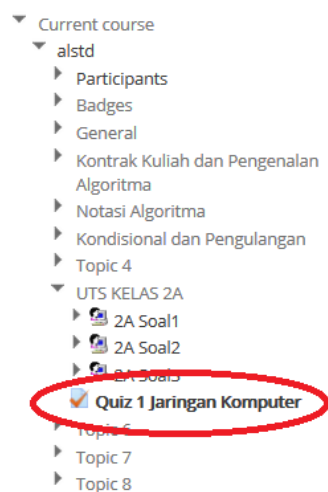 Current course
alstd
Participants
Badges
General
Kontrak Kuliah dan Pengenalan
Algoritma
Notasi Algoritma
Kondisional dan Pengulangan
Topic 4
UTS KELAS 2A
2A Soal1
2A Soal2
2A Soal3
Quiz 1 Jaringan Komputer
Topic 6
Topic 7
Topic 8